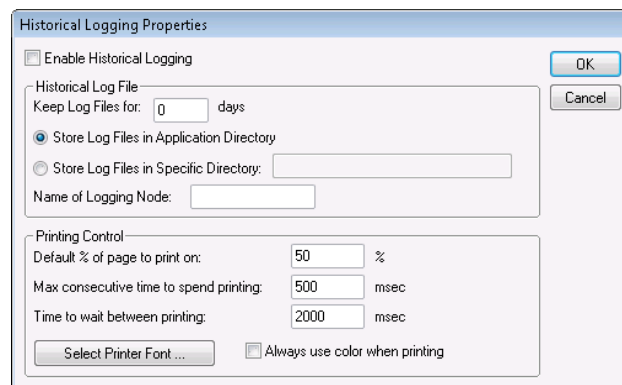 Historical Logging Properties
Enable Historical Logging
OK
Historical Log File
Keep Log Files for: 0 days
Cancel
Store Log Files in Application Directory
Store Log Files in Specific Directory:
Name of Logging Node:
Printing Control
Default % of page to print on: 50 %
Max consecutive time to spend printing: 500 msec
Time to wait between printing: 2000 msec
Select Printer Font ... Always use color when printing